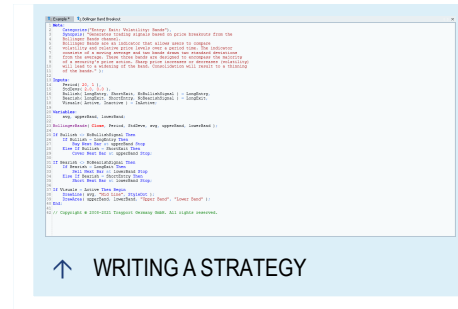 Example * Bollinger Band Breakout
Meta:
Categories("Entry; Exit; Volatility; Bands"),
Synopsis( "Generates trading signals based on price breakouts from the
Bollinger Bands channel.
Bollinger Bands are an indicator that allows users to compare
volatility and relative price levels over a period time. The indicator
consists of a moving average and two bands drawn two standard deviations
from the average. These three bands are designed to encompass the majority
of a security's price action. Sharp price increases or decreases (volatility)
will lead to a widening of the band. Consolidation will result to a thinning
of the bands." );
Inputs:
Period( 20, 1 ),
StdDevs( 2.0, 0.0 ),
Bullish( LongEntry, ShortExit, NoBullishSignal ) = LongEntry,
Bearish( LongExit, ShortEntry, NoBearishSignal ) = LongExit,
Visuals( Active, Inactive ) = Inactive;
Variables:
avg, upperBand, lowerBand;
BollingerBands( Close, Period, StdDevs, avg, upperBand, lowerBand );
If Bullish <> NoBullishSignal Then
If Bullish = LongEntry Then
Buy Next Bar at upperBand Stop
Else If Bullish = ShortExit Then
Cover Next Bar at upperBand Stop;
If Bearish <> NoBearishSignal Then
If Bearish = LongExit Then
Sell Next Bar at lowerBand Stop
Else If Bearish = ShortEntry Then
Short Next Bar at lowerBand Stop;
If Visuals = Active Then Begin
DrawLine( avg, "Mid Line", StyleDot );
DrawArea( upperBand, lowerBand, "Upper Band", "Lower Band" );
End;
// Copyright © 2009-2021 Tradesport Germany GmbH. All rights reserved.
↑ WRITING A STRATEGY